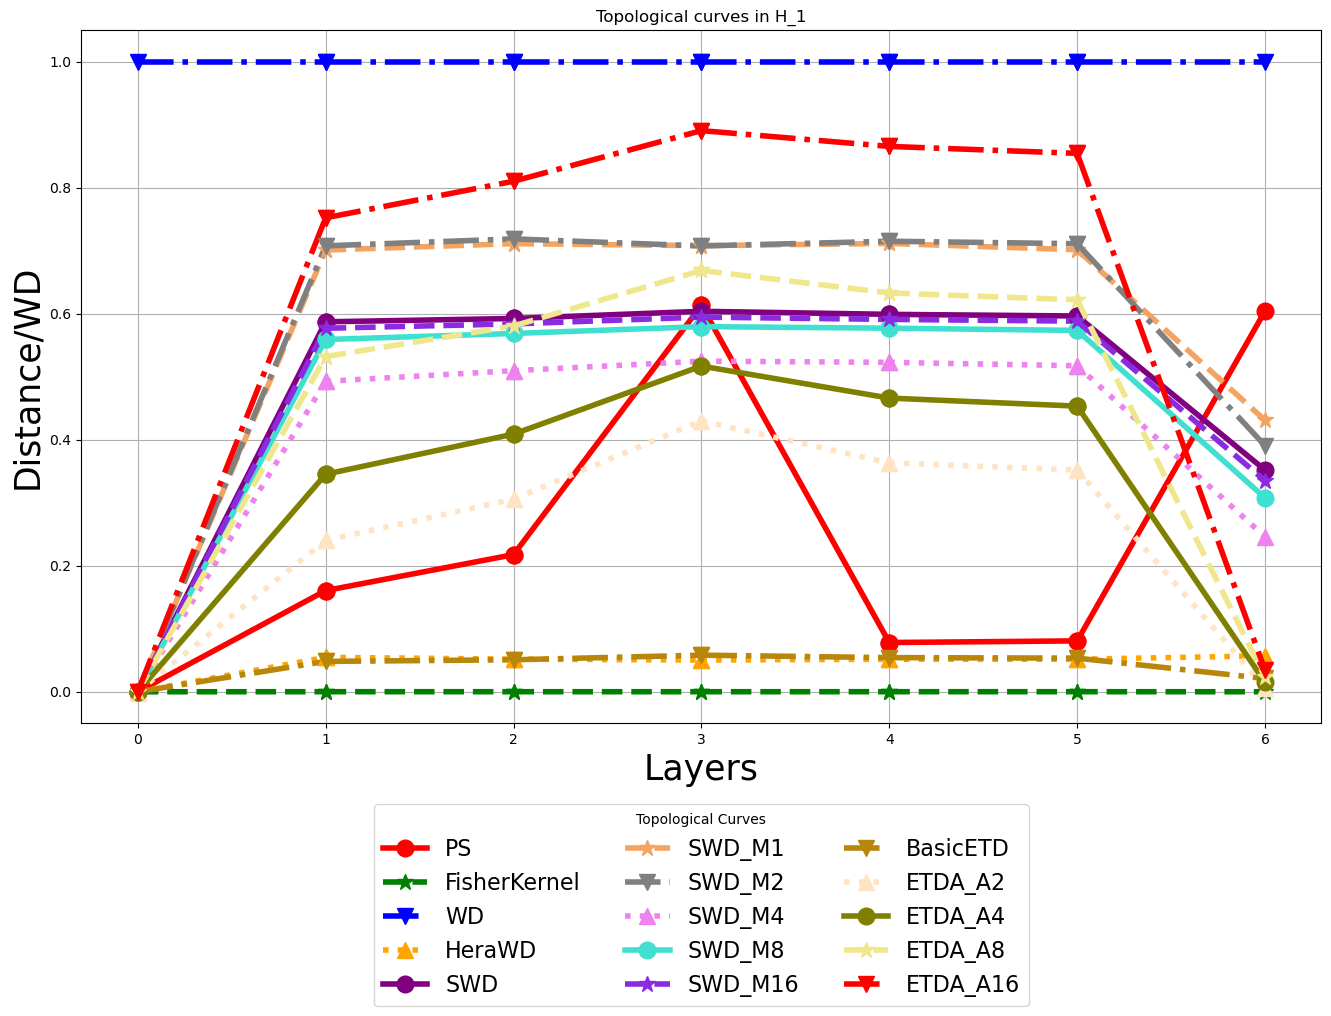 Topological curves in H_1
Distance/WD
1.0
0.8
0.6
0.4
0.2
0.0
0 1 2 3 4 5 6
Layers
Topological Curves
PS SWD_M1 BasicETD
FisherKernel SWD_M2 ETDA_A2
WD SWD_M4 ETDA_A4
HeraWD SWD_M8 ETDA_A8
SWD SWD_M16 ETDA_A16